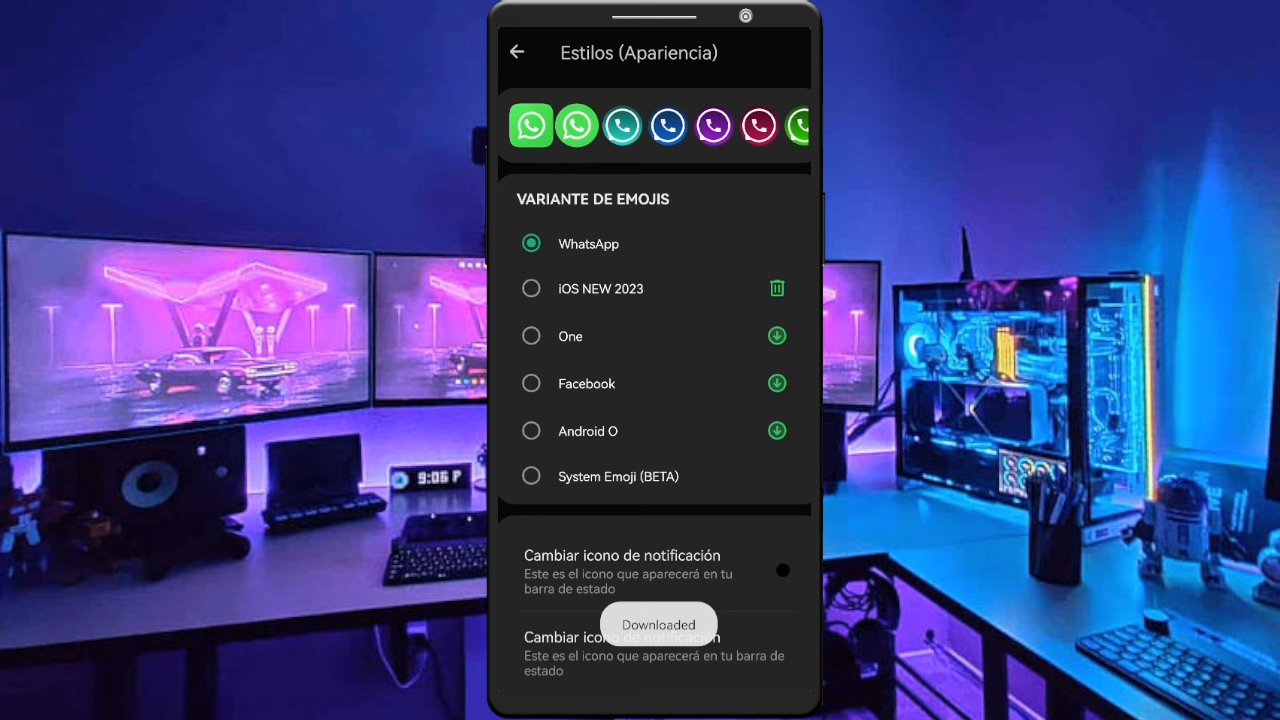 Estilos (Apariencia)
VARIANTE DE EMOJIS
WhatsApp
iOS NEW 2023
One
Facebook
Android O
System Emoji (BETA)
Cambiar icono de notificación
Este es el icono que aparecerá en tu
barra de estado
Downloaded
Cambiar icono de notificación
Este es el icono que aparecerá en tu barra de
estado
9:06 P